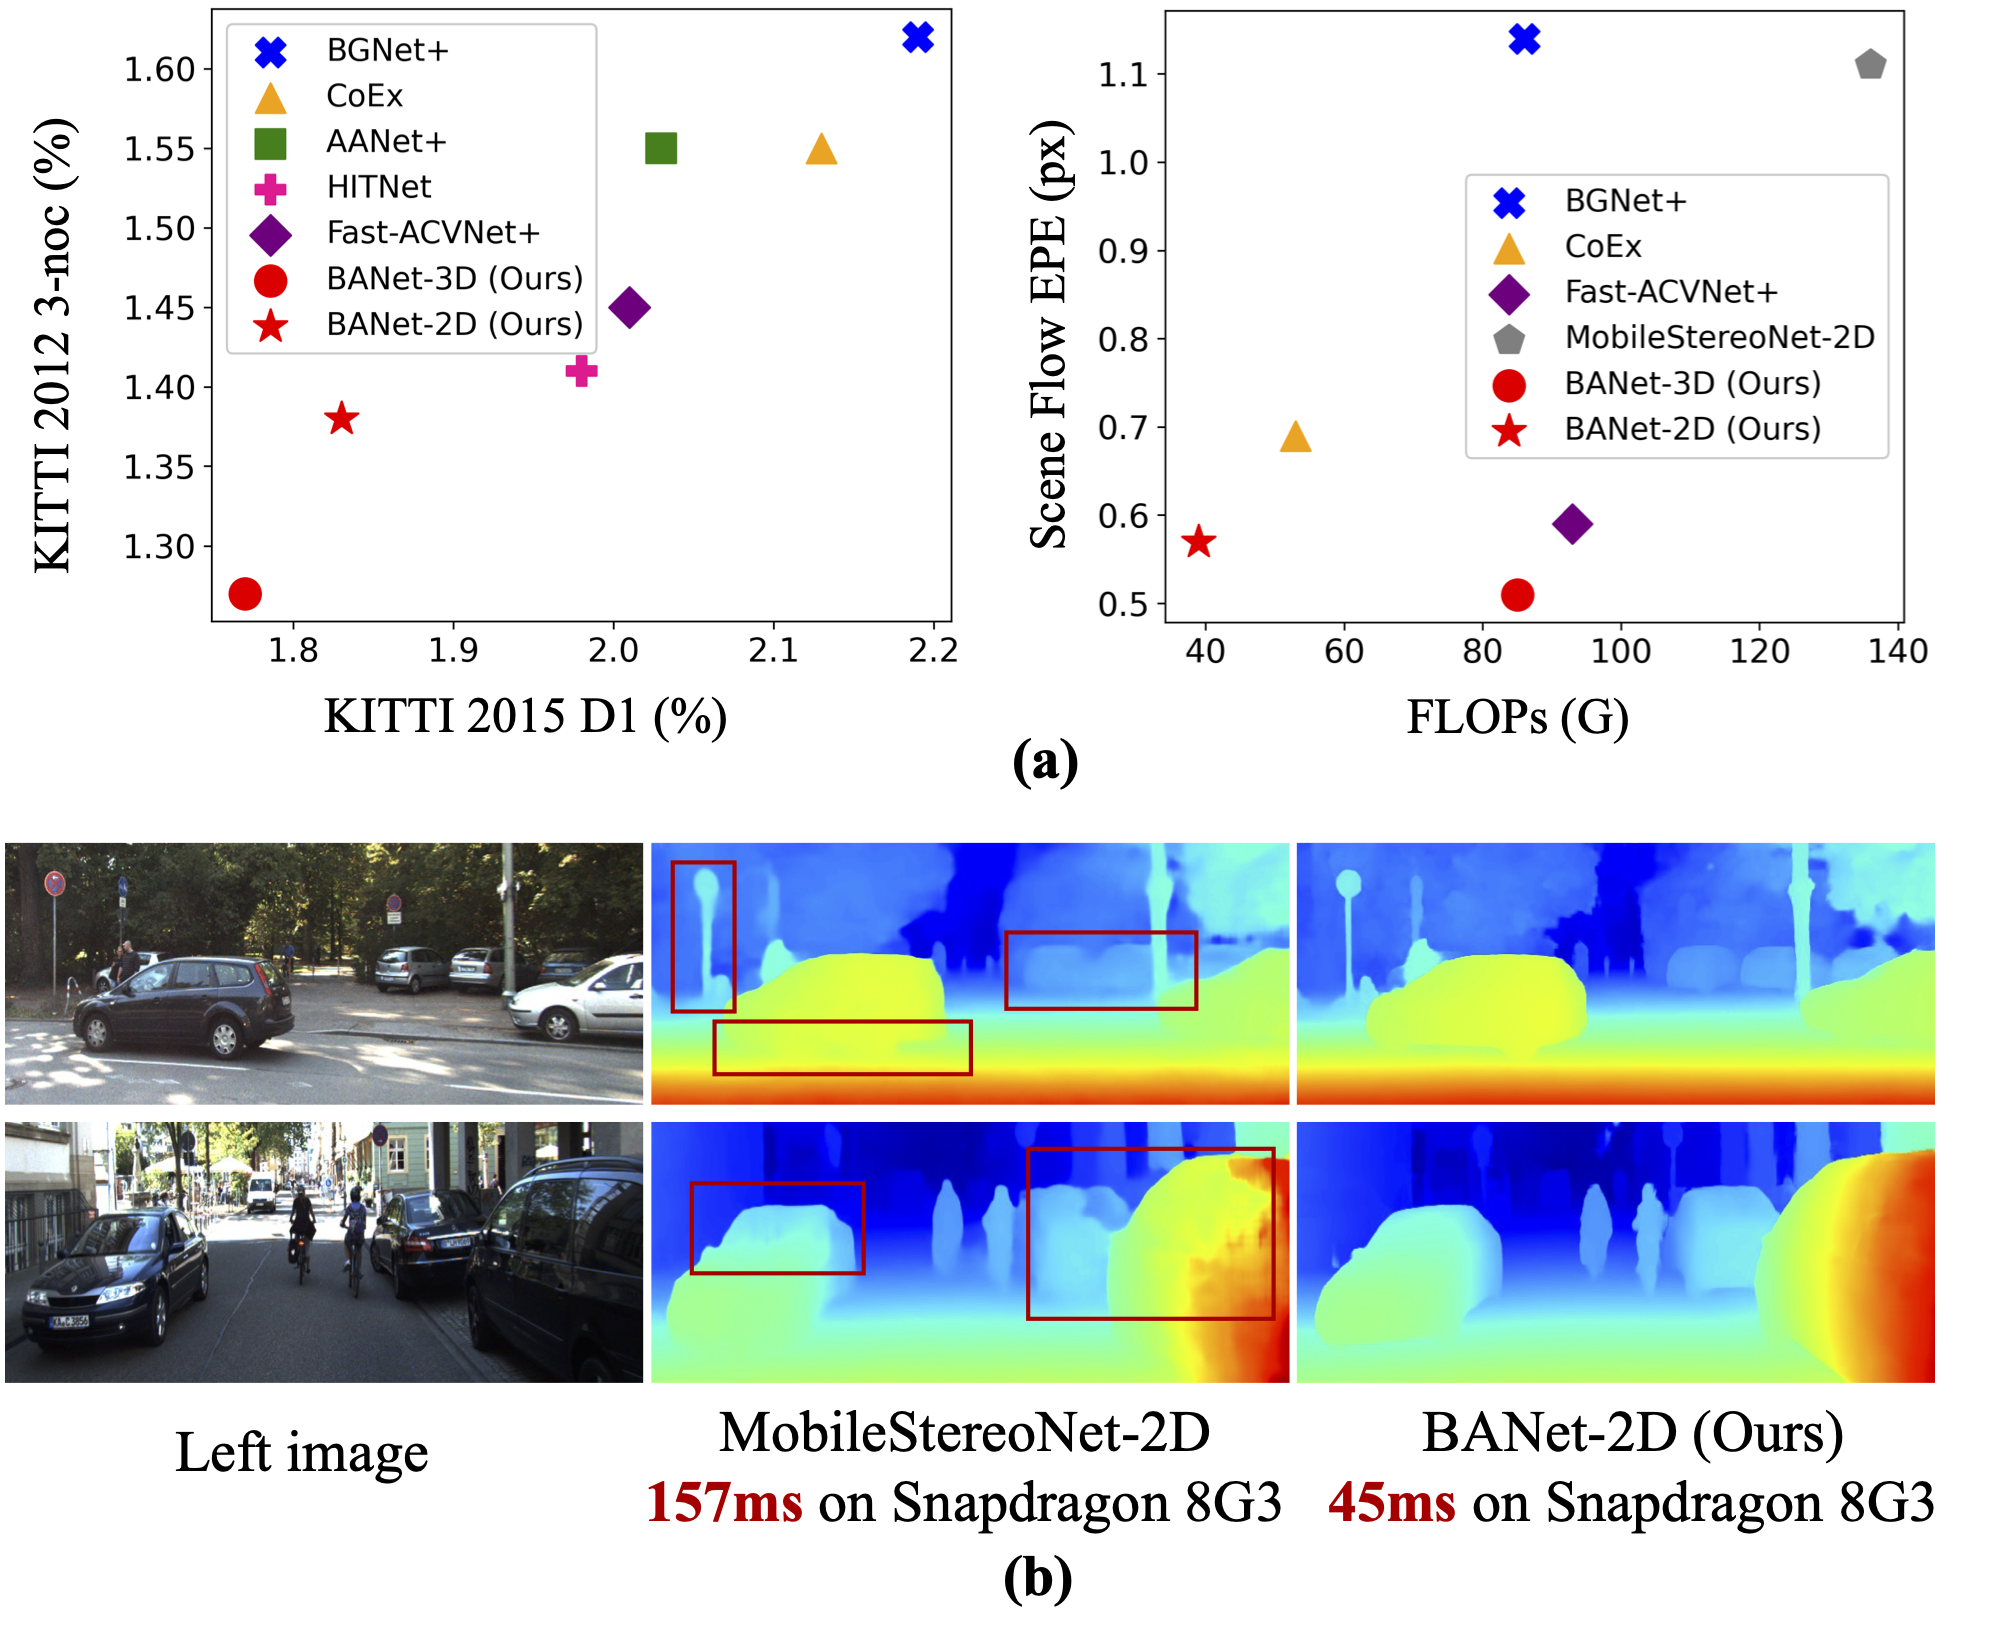 KITTI 2012 3-noc (%)
1.60
1.55
1.50
1.45
1.40
1.35
1.30
BGNet+
CoEx
AANet+
HITNet
Fast-ACVNet+
BANet-3D (Ours)
BANet-2D (Ours)
1.8 1.9 2.0 2.1 2.2
KITTI 2015 D1 (%)
Scene Flow EPE (px)
1.1
1.0
0.9
0.8
0.7
0.6
0.5
BGNet+
CoEx
Fast-ACVNet+
MobileStereoNet-2D
BANet-3D (Ours)
BANet-2D (Ours)
40 60 80 100 120 140
FLOPs (G)
(a)
Left image
MobileStereoNet-2D
157ms on Snapdragon 8G3
BANet-2D (Ours)
45ms on Snapdragon 8G3
(b)